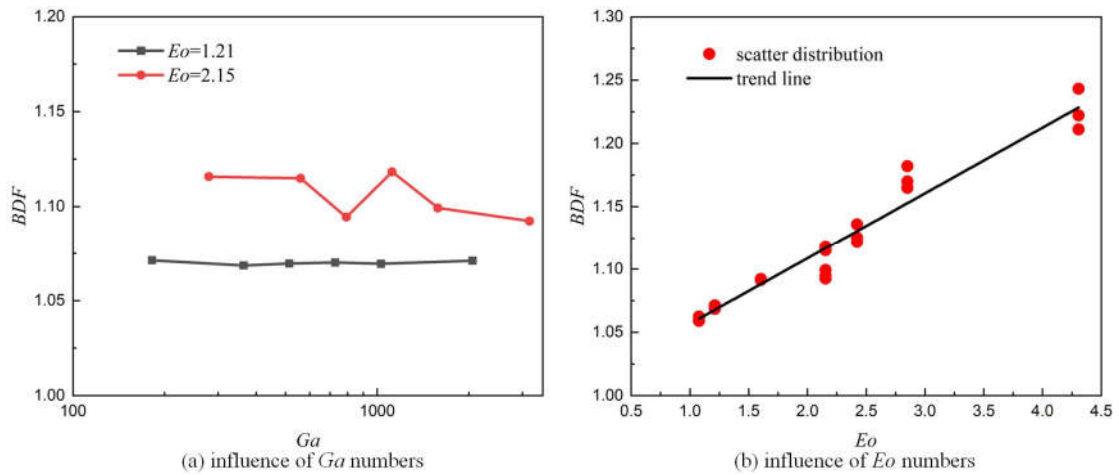 1.20
1.15
1.10
1.05
1.00
BDF
Eo=1.21
Eo=2.15
100
1000
Ga
(a) influence of Ga numbers
1.30
1.25
1.20
1.15
1.10
1.05
1.00
BDF
scatter distribution
trend line
0.5
1.0
1.5
2.0
2.5
3.0
3.5
4.0
4.5
Eo
(b) influence of Eo numbers